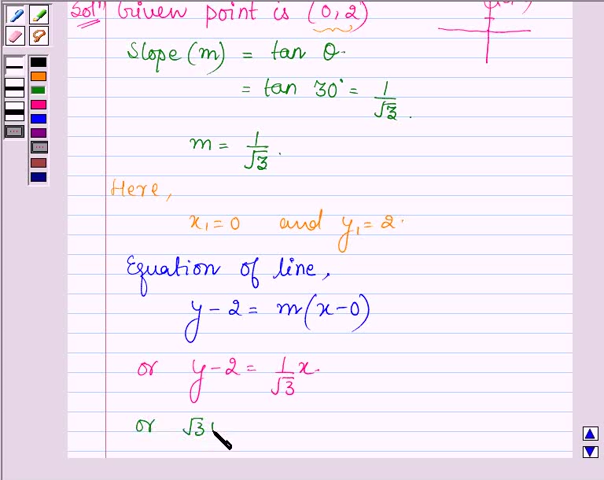 Solⁿ Given point is (0, 2)
Slope (m) = tan θ.
= tan 30° = 1/√3.
m = 1/√3.
Here,
x₁ = 0 and y₁ = 2.
Equation of line,
y - 2 = m(x - 0)
or y - 2 = 1/√3 x.
or √3